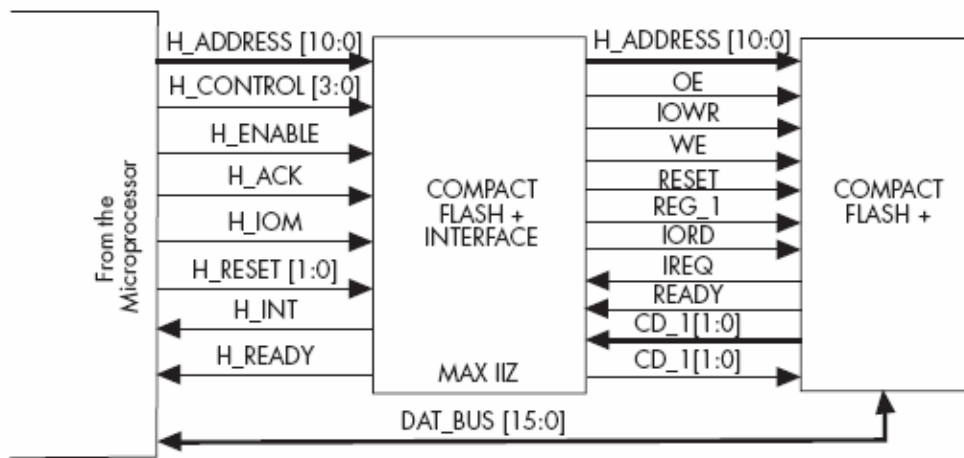 From the
Microprocessor
H_ADDRESS [10:0]
H_CONTROL [3:0]
H_ENABLE
H_ACK
H_IOM
H_RESET [1:0]
H_INT
H_READY
COMPACT
FLASH +
INTERFACE
MAX IIZ
H_ADDRESS [10:0]
OE
IOWR
WE
RESET
REG_1
IORD
IREQ
READY
CD_1[1:0]
CD_1[1:0]
COMPACT
FLASH +
DAT_BUS [15:0]